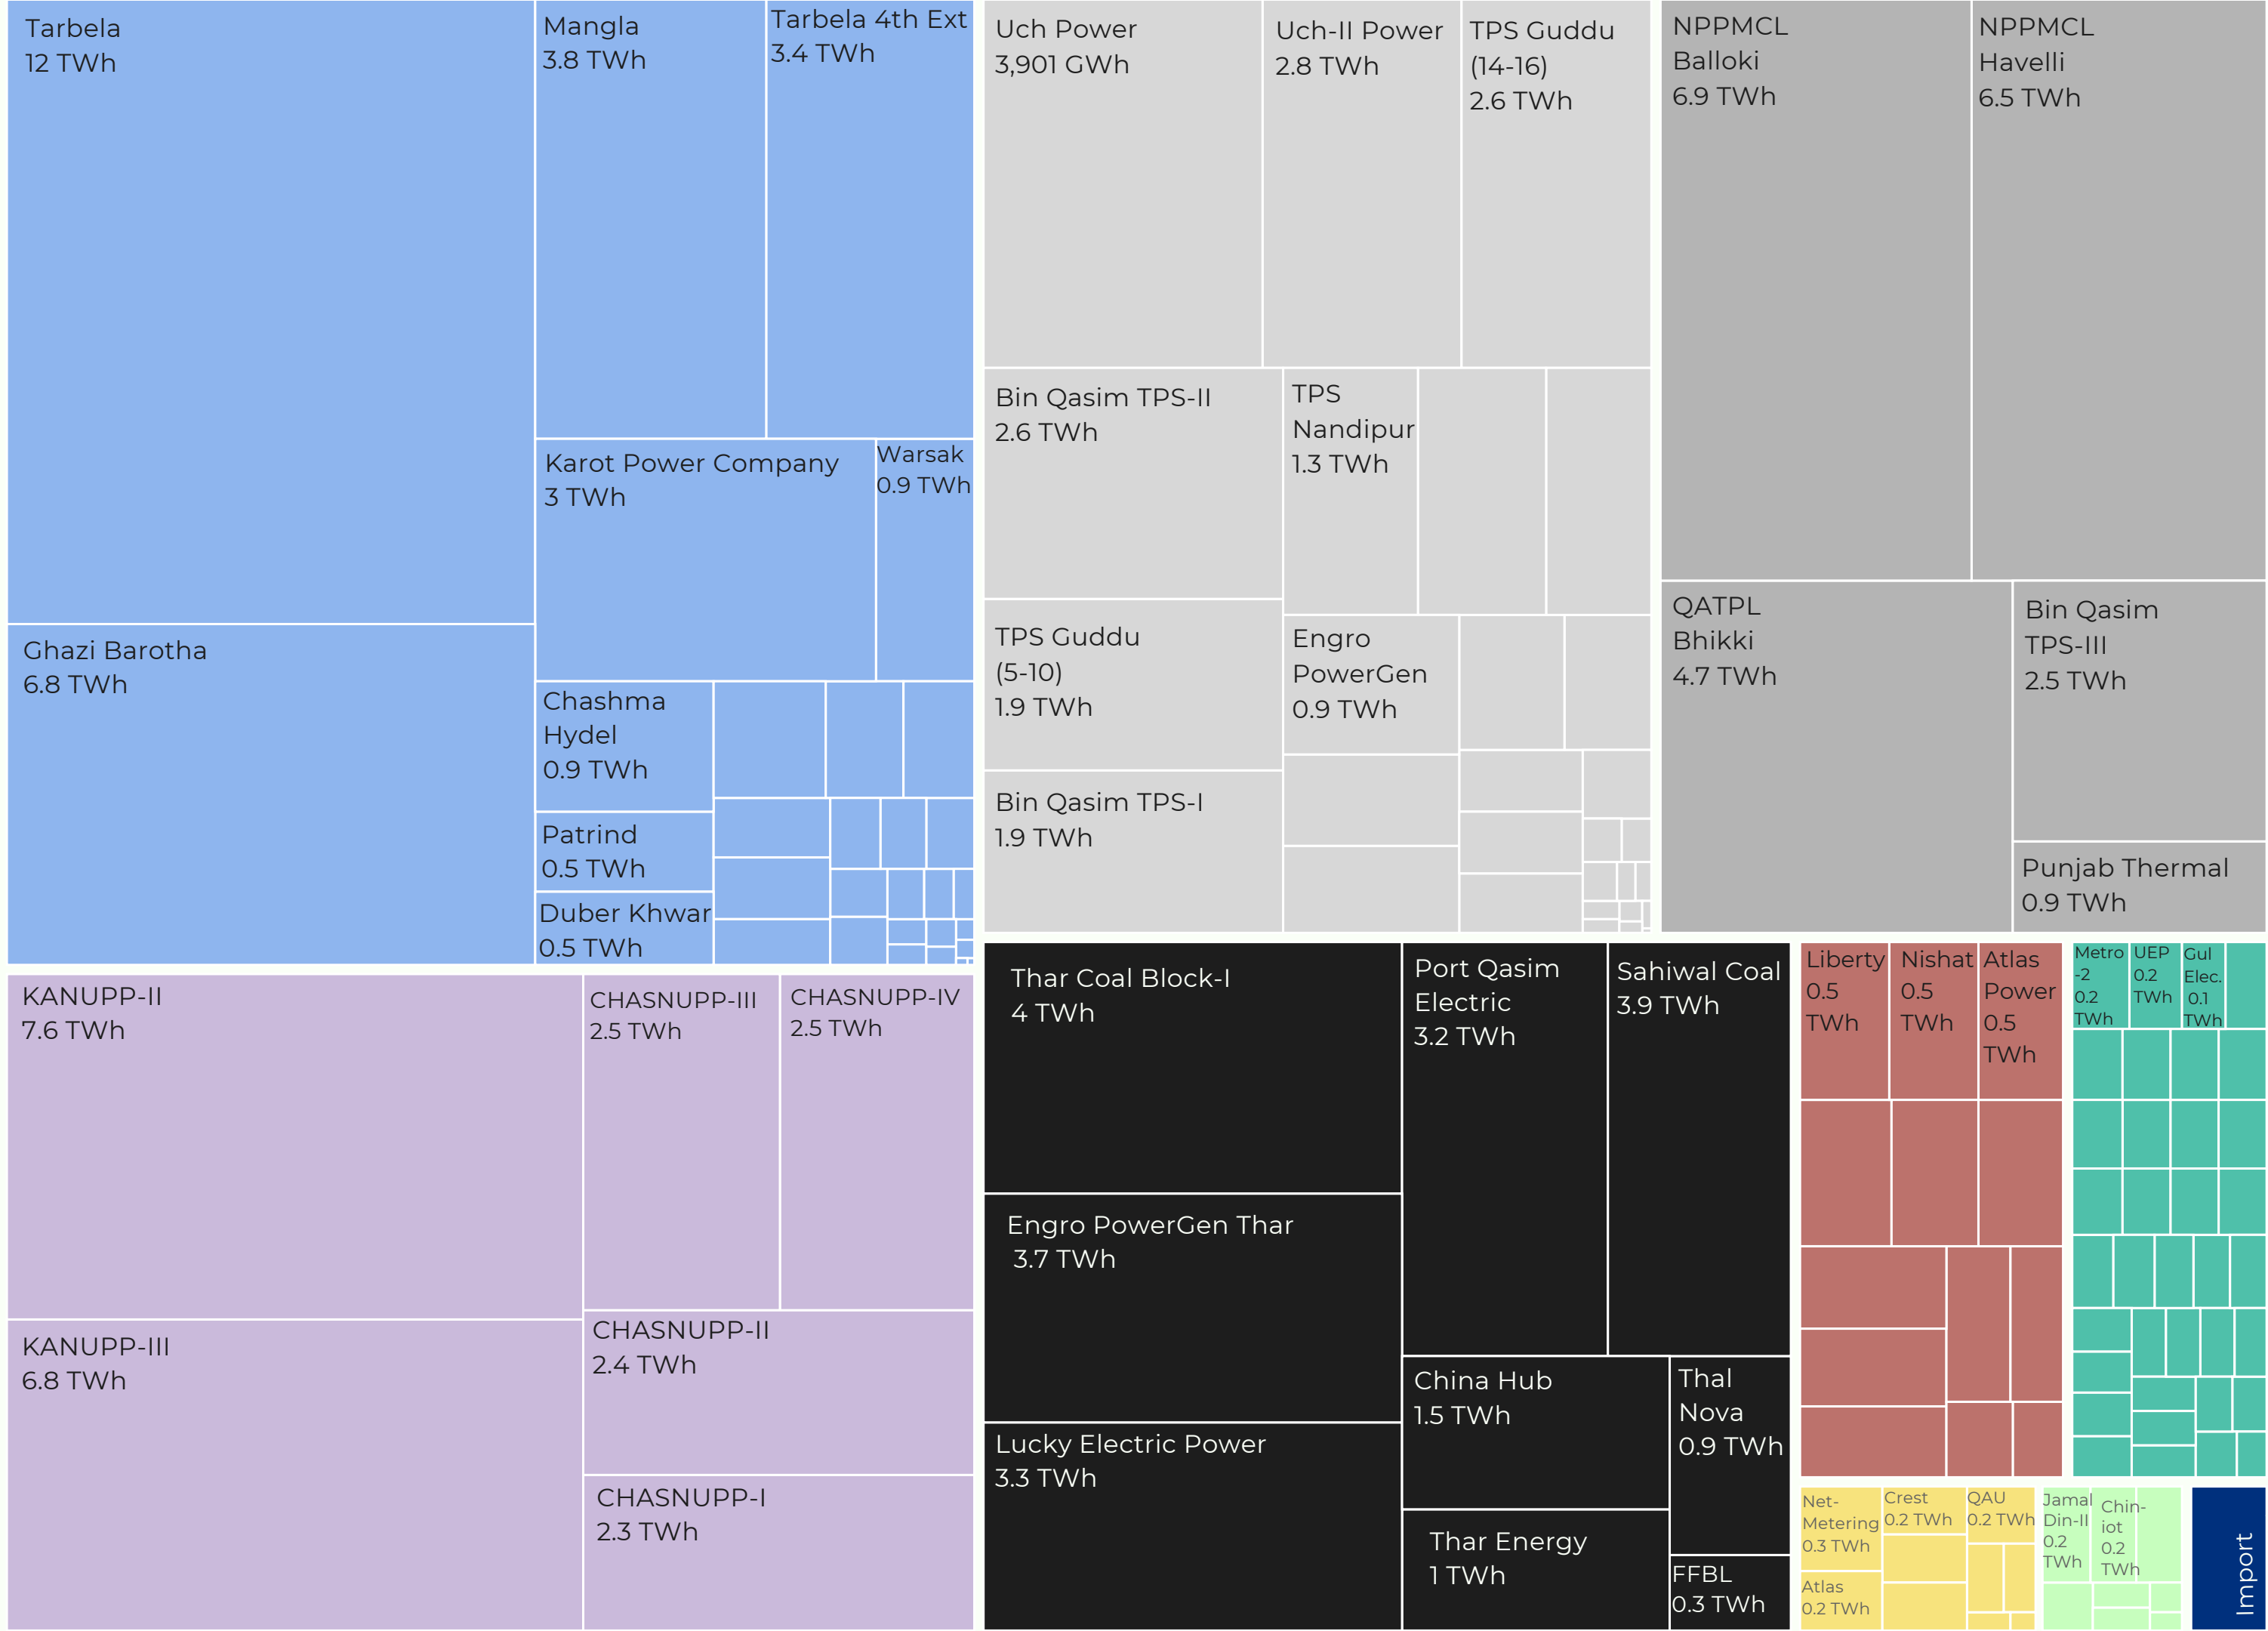 Tarbela
12 TWh
Mangla
3.8 TWh
Tarbela 4th Ext
3.4 TWh
Karot Power Company
3 TWh
Warsak
0.9 TWh
Ghazi Barotha
6.8 TWh
Chashma
Hydel
0.9 TWh
Patrind
0.5 TWh
Duber Khwar
0.5 TWh
Uch Power
3,901 GWh
Uch-II Power
2.8 TWh
TPS Guddu
(14-16)
2.6 TWh
Bin Qasim TPS-II
2.6 TWh
TPS
Nandipur
1.3 TWh
TPS Guddu
(5-10)
1.9 TWh
Engro
PowerGen
0.9 TWh
Bin Qasim TPS-I
1.9 TWh
NPPMCL
Balloki
6.9 TWh
NPPMCL
Havelli
6.5 TWh
QATPL
Bhikki
4.7 TWh
Bin Qasim
TPS-III
2.5 TWh
Punjab Thermal
0.9 TWh
KANUPP-II
7.6 TWh
CHASNUPP-III
2.5 TWh
CHASNUPP-IV
2.5 TWh
KANUPP-III
6.8 TWh
CHASNUPP-II
2.4 TWh
CHASNUPP-I
2.3 TWh
Thar Coal Block-I
4 TWh
Port Qasim
Electric
3.2 TWh
Sahiwal Coal
3.9 TWh
Engro PowerGen Thar
3.7 TWh
Lucky Electric Power
3.3 TWh
China Hub
1.5 TWh
Thal
Nova
0.9 TWh
Thar Energy
1 TWh
FFBL
0.3 TWh
Liberty
0.5
TWh
Nishat
0.5
TWh
Atlas
Power
0.5
TWh
Metro
-2
0.2
TWh
UEP
0.2
TWh
Gul
Elec.
0.1
TWh
Net-
Metering
0.3 TWh
Crest
0.2 TWh
QAU
0.2 TWh
Atlas
0.2 TWh
Jamal
Din-II
0.2
TWh
Chin-
iot
0.2
TWh
Import